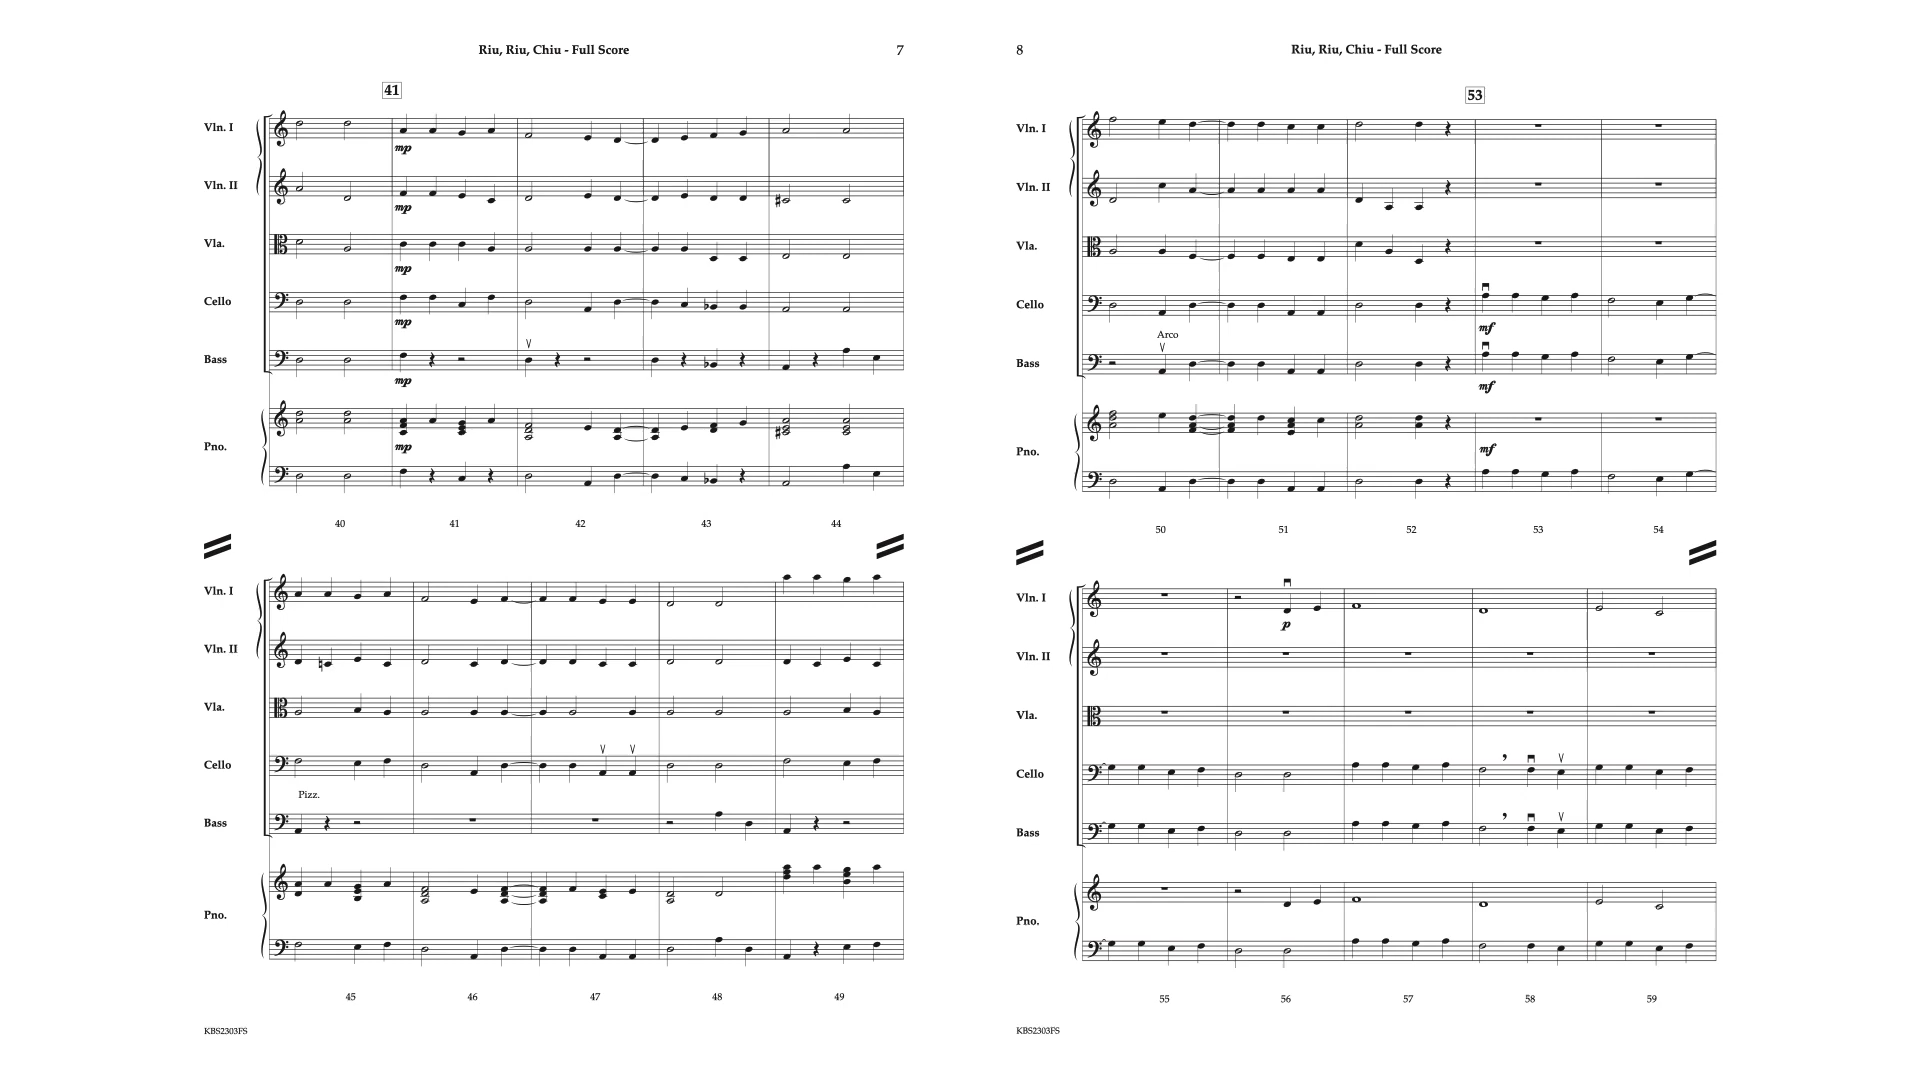 Riu, Riu, Chiu - Full Score
7
41
Vln. I
mp
Vln. II
mp
Vla.
mp
Cello
mp
Bass
mp
Pno.
mp
40 41 42 43 44
Vln. I
Vln. II
Vla.
Cello
Pizz.
Bass
Pno.
45 46 47 48 49
KBS2303FS
8
Riu, Riu, Chiu - Full Score
53
Vln. I
Vln. II
Vla.
Cello
mf
Arco
Bass
mf
Pno.
mf
50 51 52 53 54
Vln. I
p
Vln. II
Vla.
Cello
Bass
Pno.
55 56 57 58 59
KBS2303FS